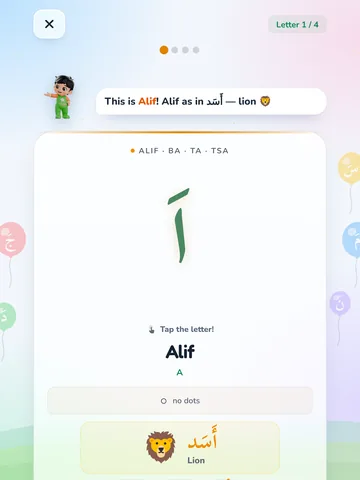 Letter 1 / 4
This is Alif! Alif as in أَسَد — lion 🦁
ALIF · BA · TA · TSA
اَ
Tap the letter!
Alif
A
no dots
أَسَد
Lion
ج
د
س
م